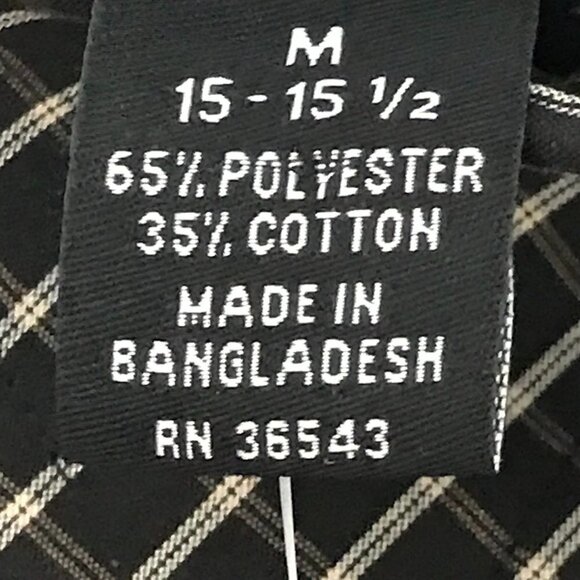 M
15 - 15 1/2
65% POLYESTER
35% COTTON
MADE IN
BANGLADESH
RN 36543